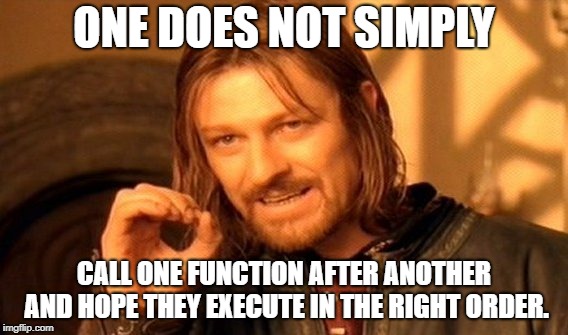 ONE DOES NOT SIMPLY
CALL ONE FUNCTION AFTER ANOTHER
AND HOPE THEY EXECUTE IN THE RIGHT ORDER.
imgflip.com